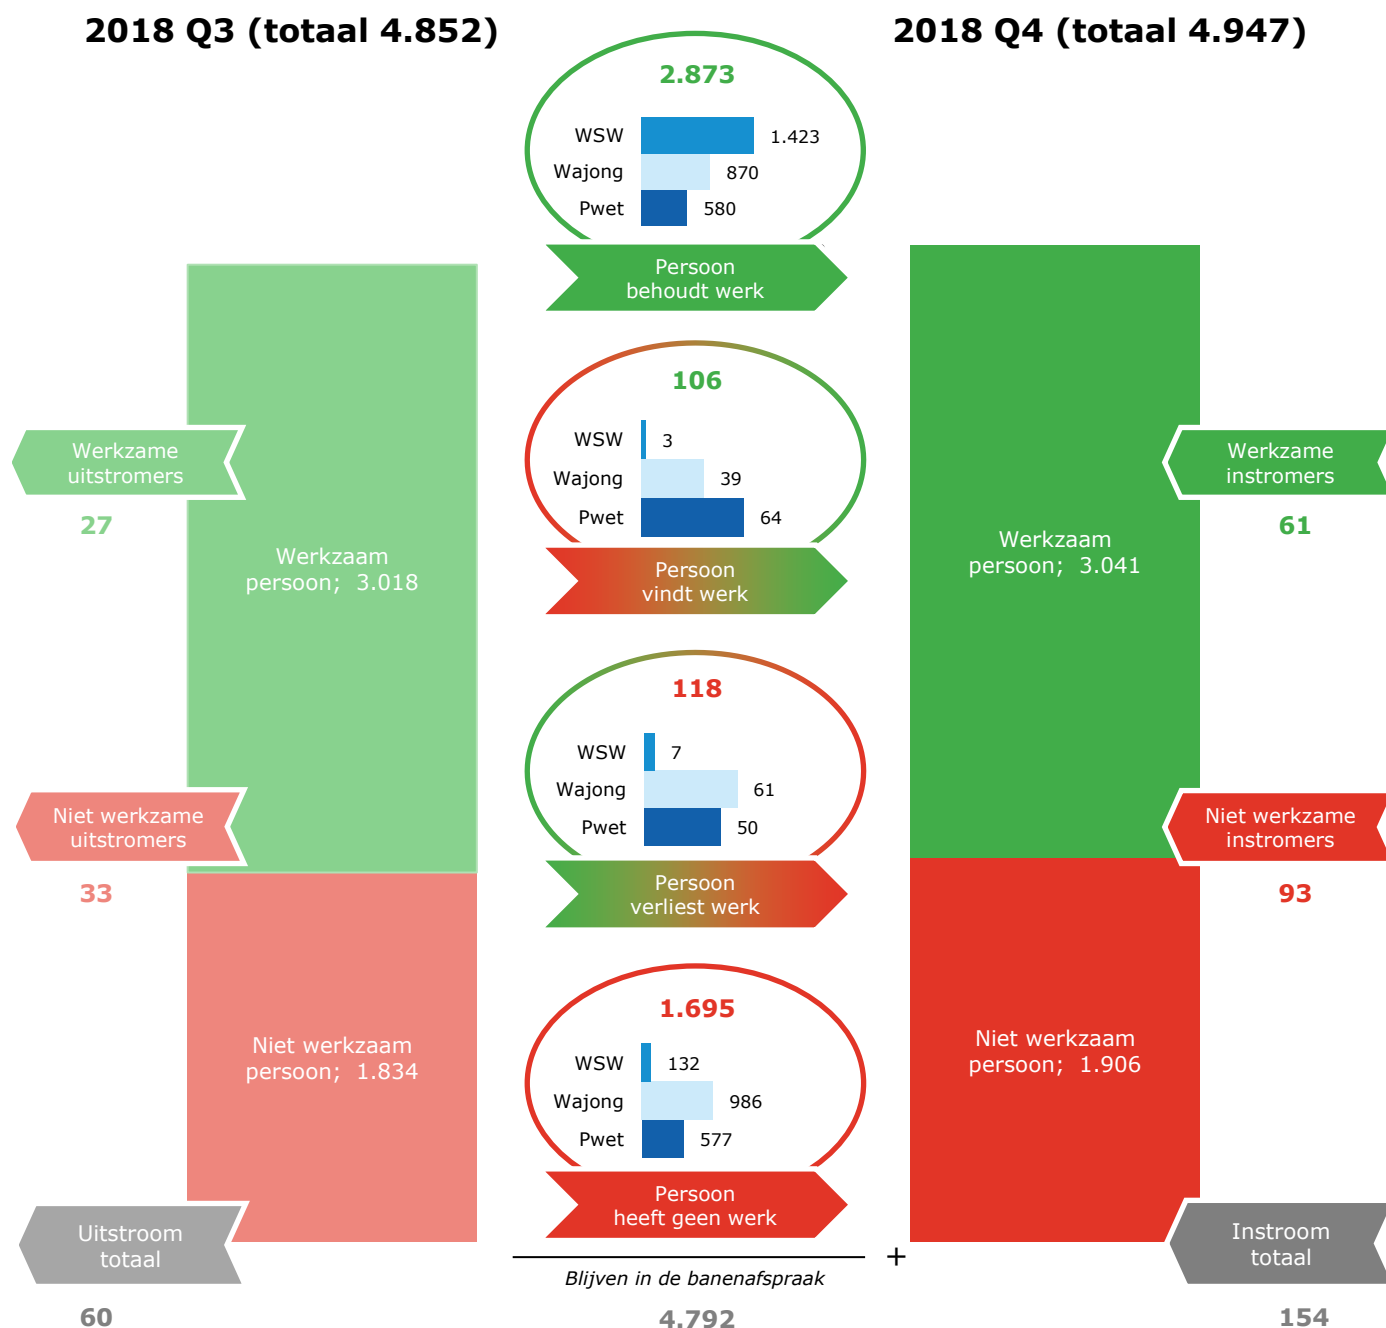 2018 Q3 (totaal 4.852)
2018 Q4 (totaal 4.947)
2.873
WSW 1.423
Wajong 870
Pwet 580
Persoon
behoudt werk
106
WSW 3
Wajong 39
Pwet 64
Persoon
vindt werk
118
WSW 7
Wajong 61
Pwet 50
Persoon
verliest werk
1.695
WSW 132
Wajong 986
Pwet 577
Persoon
heeft geen werk
Blijven in de banenafspraak
4.792
+
Werkzame
uitstromers
27
Werkzaam
persoon; 3.018
Niet werkzame
uitstromers
33
Niet werkzaam
persoon; 1.834
Uitstroom
totaal
60
Werkzaam
persoon; 3.041
Werkzame
instromers
61
Niet werkzame
instromers
93
Niet werkzaam
persoon; 1.906
Instroom
totaal
154